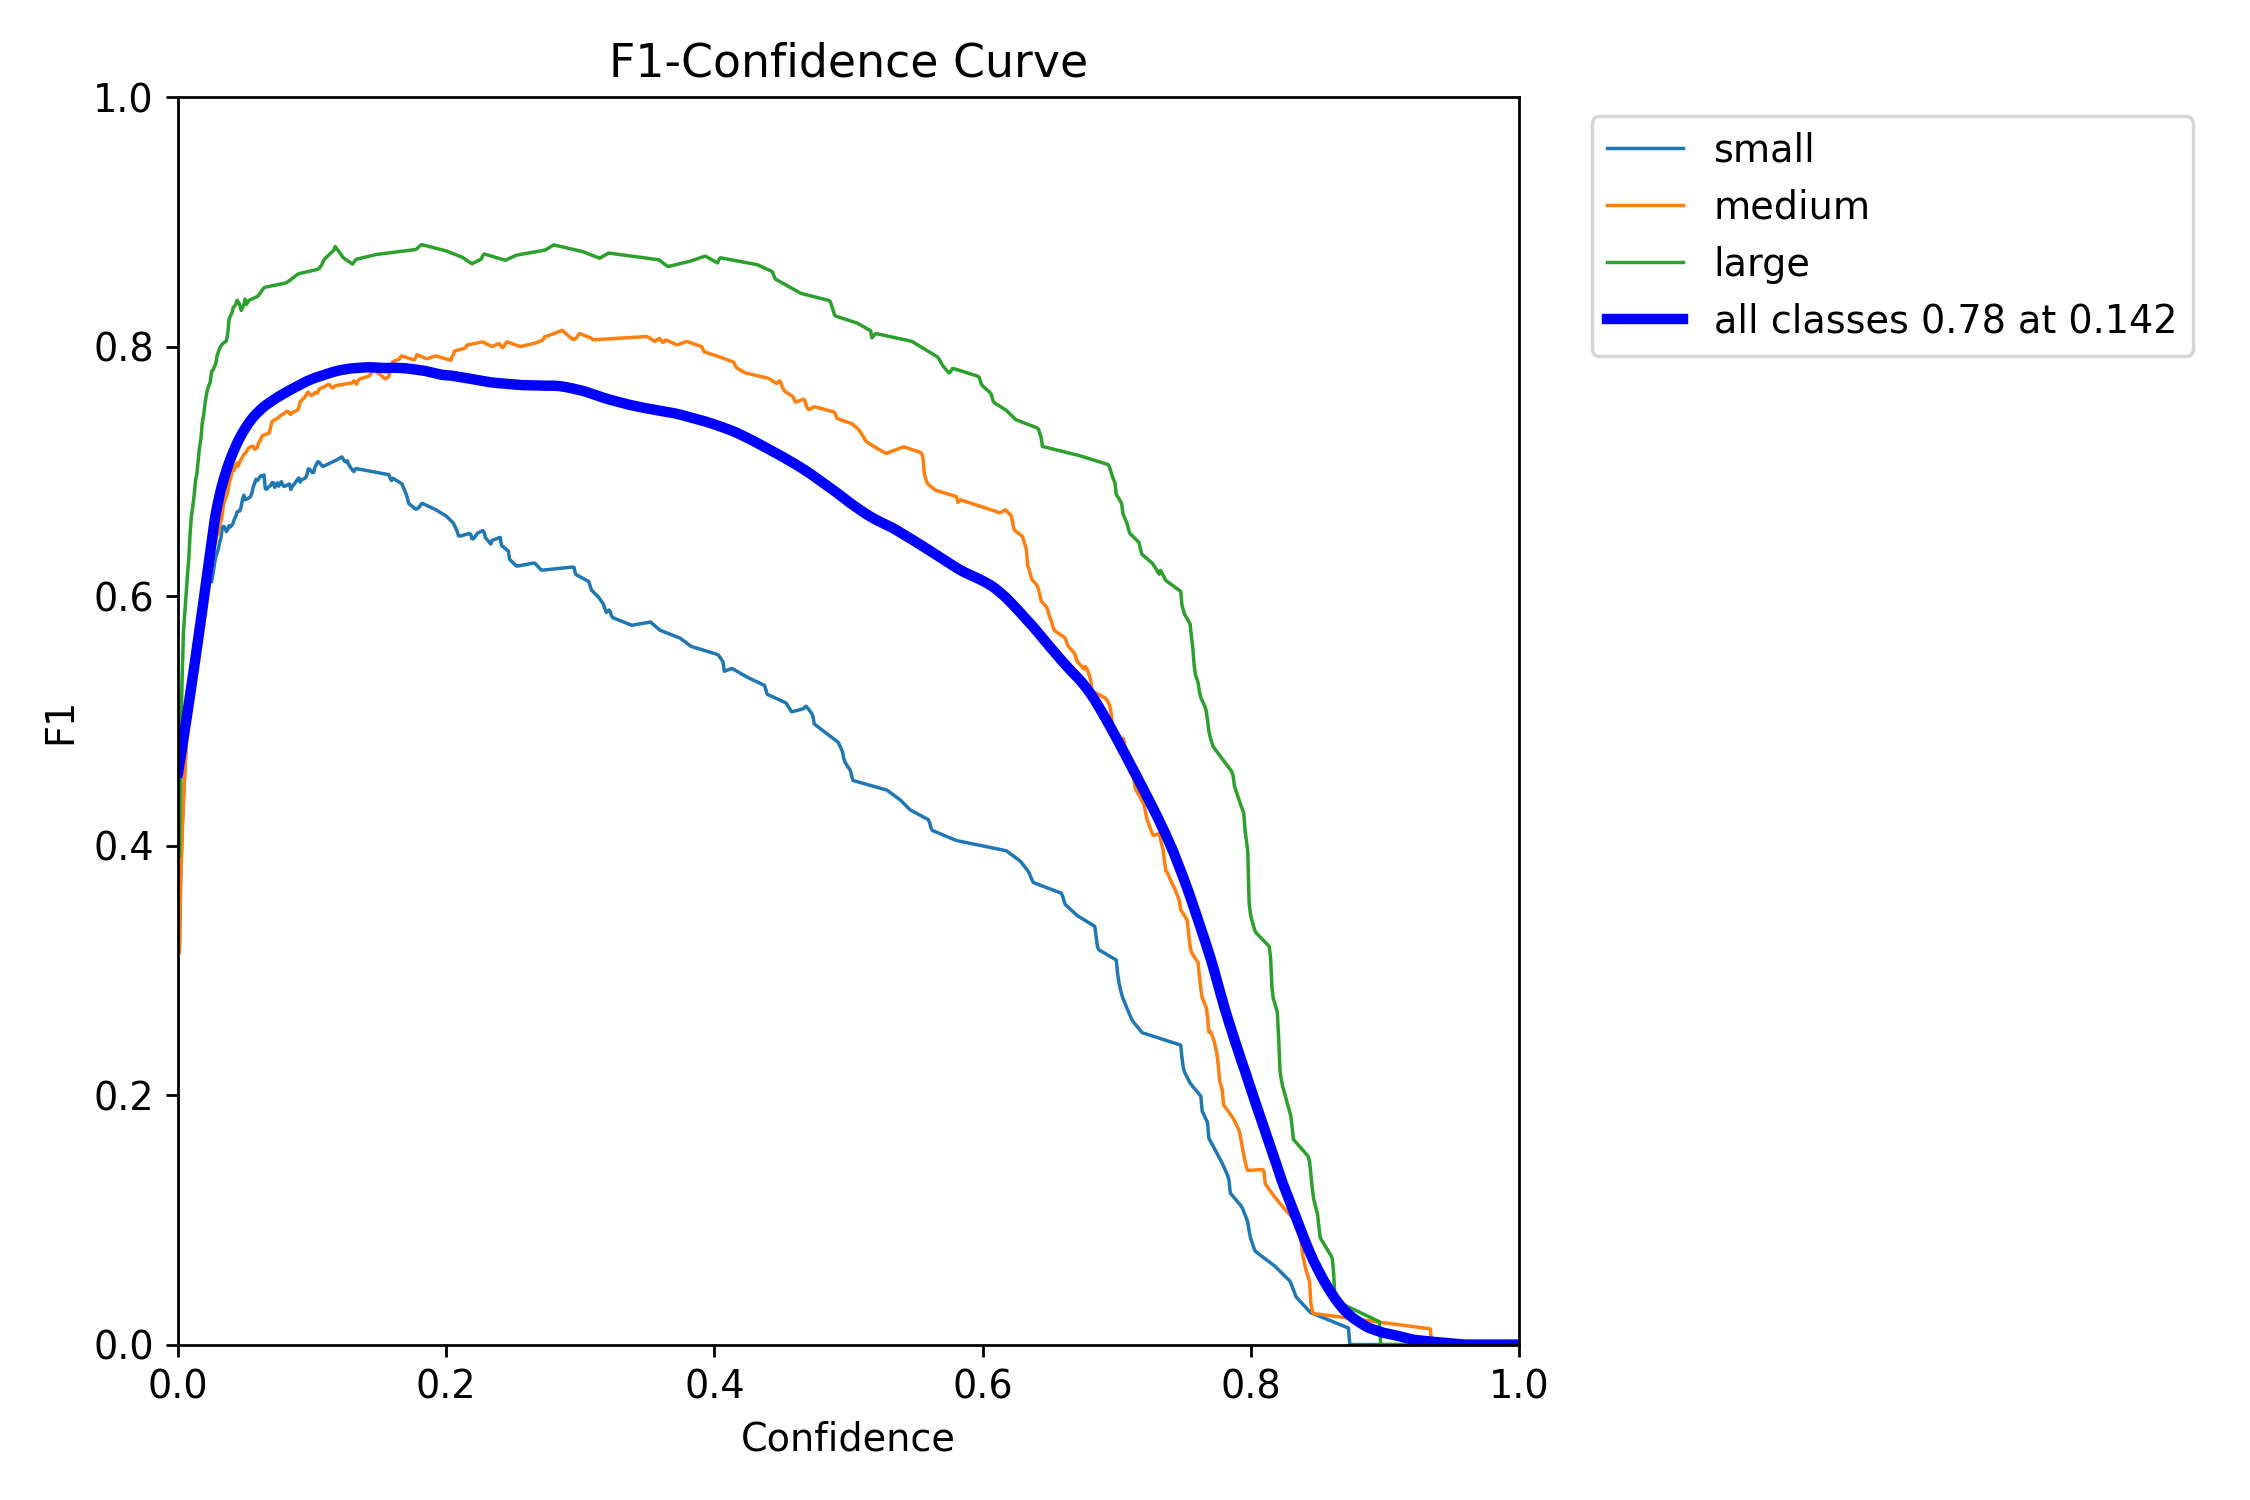 F1-Confidence Curve
1.0
0.8
0.6
0.4
0.2
0.0
F1
0.0 0.2 0.4 0.6 0.8 1.0
Confidence
small
medium
large
all classes 0.78 at 0.142